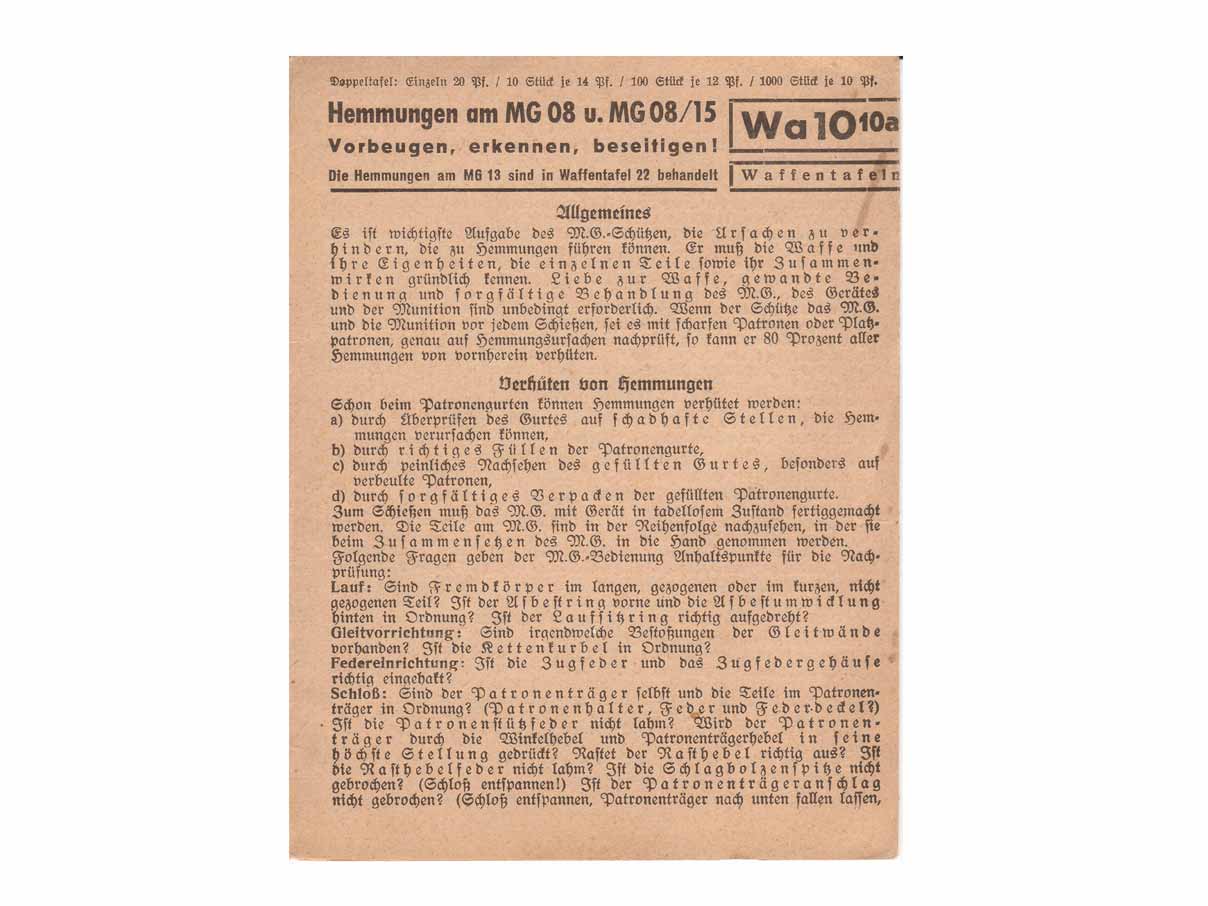 Doppeltafel: Einzeln 20 Pf. / 10 Stück je 14 Pf. / 100 Stück je 12 Pf. / 1000 Stück je 10 Pf.
Hemmungen am MG 08 u. MG 08/15
Vorbeugen, erkennen, beseitigen!
Die Hemmungen am MG 13 sind in Waffentafel 22 behandelt
Wa 10 10a
Waffentafeln
Allgemeines
Es ist wichtigste Aufgabe des M.G.-Schützen, die Ursachen zu ver-
hindern, die zu Hemmungen führen können. Er muß die Waffe und
ihre Eigenheiten, die einzelnen Teile sowie ihr Zusammen-
wirken gründlich kennen. Liebe zur Waffe, gewandte Be-
dienung und sorgfältige Behandlung des M.G., des Gerätes
und der Munition sind unbedingt erforderlich. Wenn der Schütze das M.G.
und die Munition vor jedem Schießen, sei es mit scharfen Patronen oder Platz-
patronen, genau auf Hemmungsursachen nachprüft, so kann er 80 Prozent aller
Hemmungen von vornherein verhüten.
Verhüten von Hemmungen
Schon beim Patronengurten können Hemmungen verhütet werden:
a) durch Überprüfen des Gurtes auf schadhafte Stellen, die Hem-
mungen verursachen können,
b) durch richtiges Füllen der Patronengurte,
c) durch peinliches Nachsehen des gefüllten Gurtes, besonders auf
verbeulte Patronen,
d) durch sorgfältiges Verpacken der gefüllten Patronengurte.
Zum Schießen muß das M.G. mit Gerät in tadellosem Zustand fertiggemacht
werden. Die Teile am M.G. sind in der Reihenfolge nachzusehen, in der sie
beim Zusammensetzen des M.G. in die Hand genommen werden.
Folgende Fragen geben der M.G.-Bedienung Anhaltspunkte für die Nach-
prüfung:
Lauf: Sind Fremdkörper im langen, gezogenen oder im kurzen, nicht
gezogenen Teil? Ist der Asbestring vorne und die Asbestumwicklung
hinten in Ordnung? Ist der Laufsitzring richtig aufgedreht?
Gleitvorrichtung: Sind irgendwelche Bestoßungen der Gleitwände
vorhanden? Ist die Kettenkurbel in Ordnung?
Federeinrichtung: Ist die Zugfeder und das Zugfedergehäuse
richtig eingehakt?
Schloß: Sind der Patronenträger selbst und die Teile im Patronen-
träger in Ordnung? (Patronenhalter, Feder und Federdeckel?)
Ist die Patronenstützfeder nicht lahm? Wird der Patronen-
träger durch die Winkelhebel und Patronenträgerhebel in seine
höchste Stellung gedrückt? Rastet der Rasthebel richtig aus? Ist
die Rasthebelfeder nicht lahm? Ist die Schlagbolzenspitze nicht
gebrochen? (Schloß entspannen!) Ist der Patronenträgeranschlag
nicht gebrochen? (Schloß entspannen, Patronenträger nach unten fallen lassen,